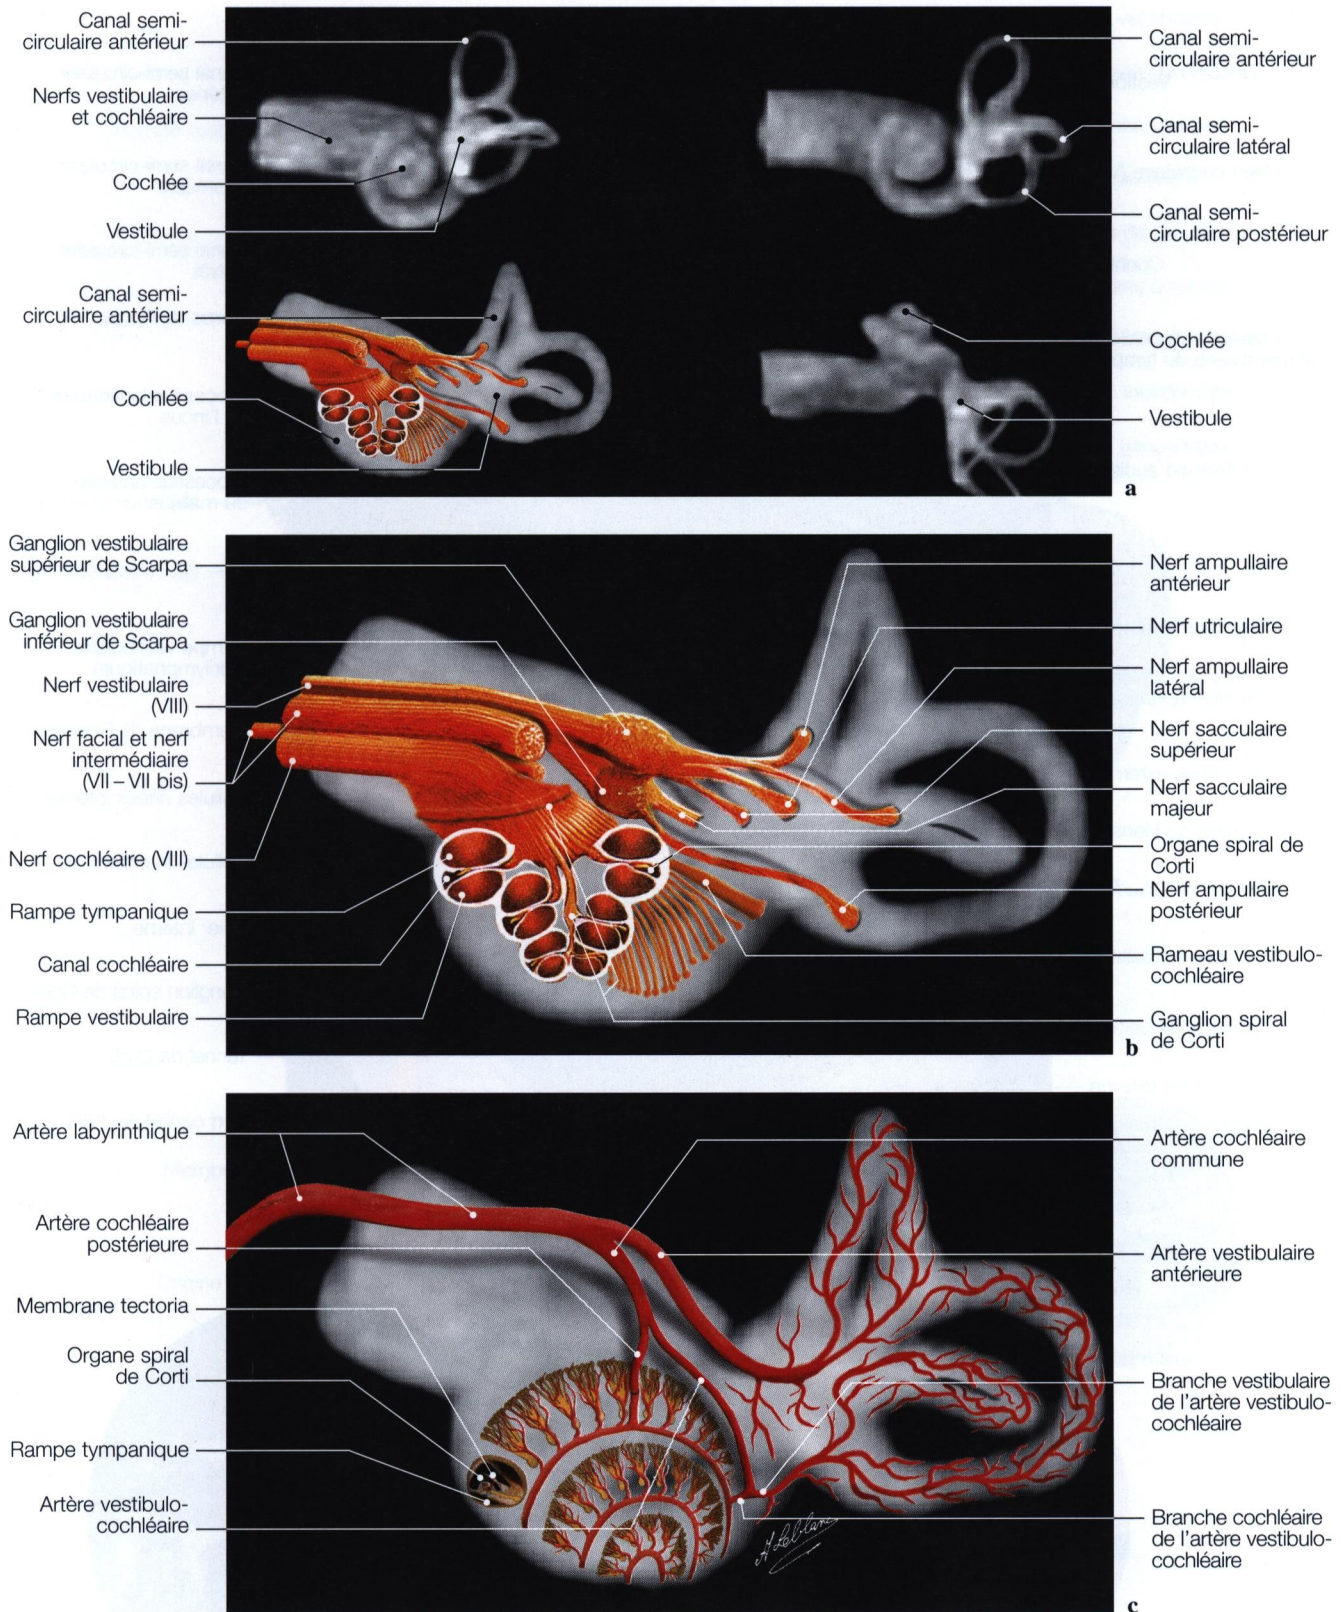 Canal semi-
circulaire antérieur
Nerfs vestibulaire
et cochléaire
Cochlée
Vestibule
Canal semi-
circulaire antérieur
Cochlée
Vestibule
Canal semi-
circulaire antérieur
Canal semi-
circulaire latéral
Canal semi-
circulaire postérieur
Cochlée
Vestibule
a
Ganglion vestibulaire
supérieur de Scarpa
Ganglion vestibulaire
inférieur de Scarpa
Nerf vestibulaire
(VIII)
Nerf facial et nerf
intermédiaire
(VII – VII bis)
Nerf cochléaire (VIII)
Rampe tympanique
Canal cochléaire
Rampe vestibulaire
Nerf ampullaire
antérieur
Nerf utriculaire
Nerf ampullaire
latéral
Nerf sacculaire
supérieur
Nerf sacculaire
majeur
Organe spiral de
Corti
Nerf ampullaire
postérieur
Rameau vestibulo-
cochléaire
Ganglion spiral
de Corti
b
Artère labyrinthique
Artère cochléaire
postérieure
Membrane tectoria
Organe spiral
de Corti
Rampe tympanique
Artère vestibulo-
cochléaire
Artère cochléaire
commune
Artère vestibulaire
antérieure
Branche vestibulaire
de l'artère vestibulo-
cochléaire
Branche cochléaire
de l'artère vestibulo-
cochléaire
A. Leblanc
c